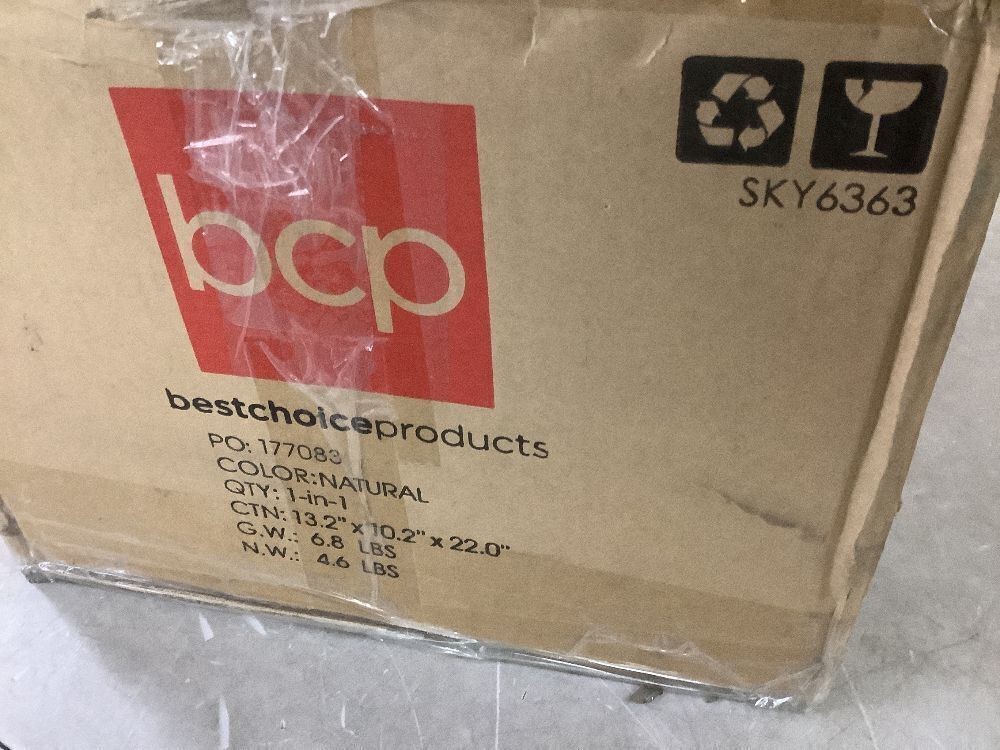 SKY6363
bcp
bestchoiceproducts
PO: 177083
COLOR:NATURAL
QTY: 1-in-1
CTN: 13.2" x 10.2" x 22.0"
G.W.: 6.8 LBS
N.W.: 4.6 LBS